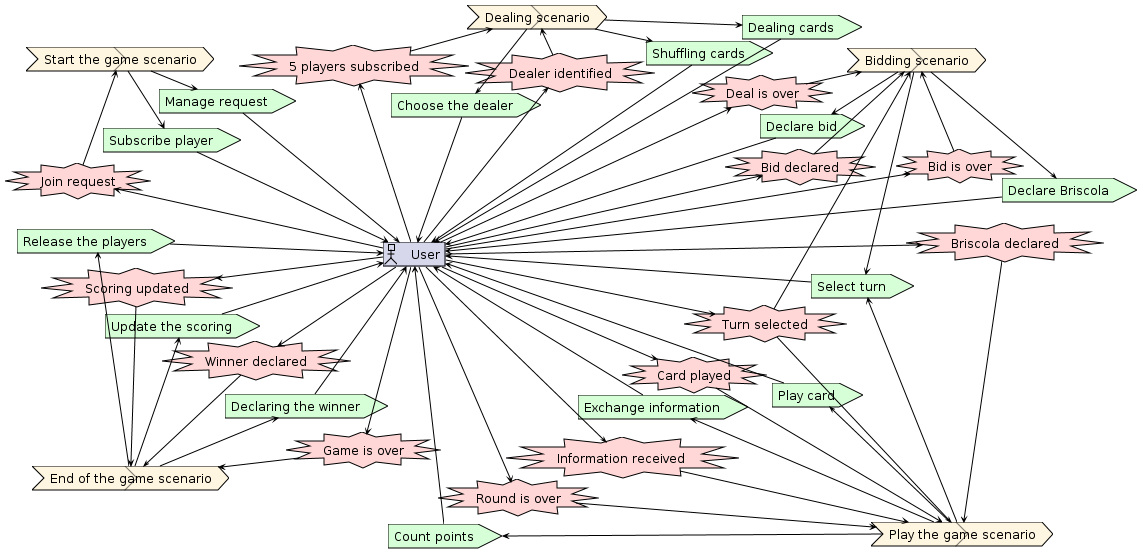 Dealing scenario
Dealing cards
Start the game scenario
5 players subscribed
Shuffling cards
Bidding scenario
Dealer identified
Deal is over
Manage request
Choose the dealer
Declare bid
Subscribe player
Bid declared
Bid is over
Join request
Declare Briscola
Release the players
Briscola declared
User
Scoring updated
Select turn
Update the scoring
Turn selected
Winner declared
Card played
Play card
Declaring the winner
Exchange information
Game is over
Information received
End of the game scenario
Round is over
Count points
Play the game scenario